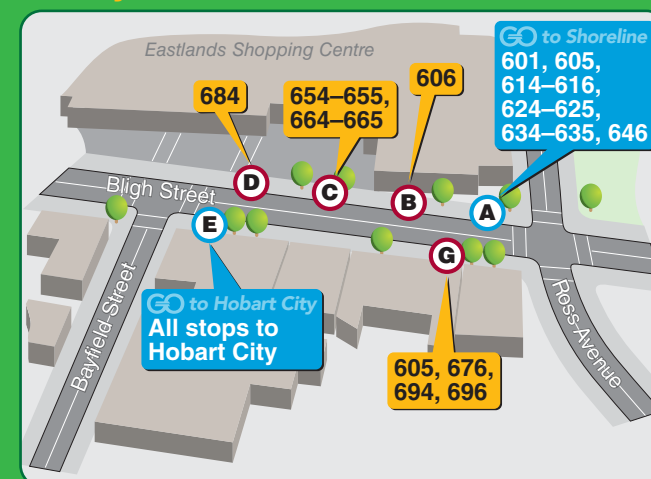 Eastlands Shopping Centre
GO to Shoreline
601, 605,
614–616,
624–625,
634–635, 646
606
684
654–655,
664–665
Bligh Street
D
C
B
A
E
G
GO to Hobart City
All stops to
Hobart City
605, 676,
694, 696
Bayfield Street
Ross Avenue